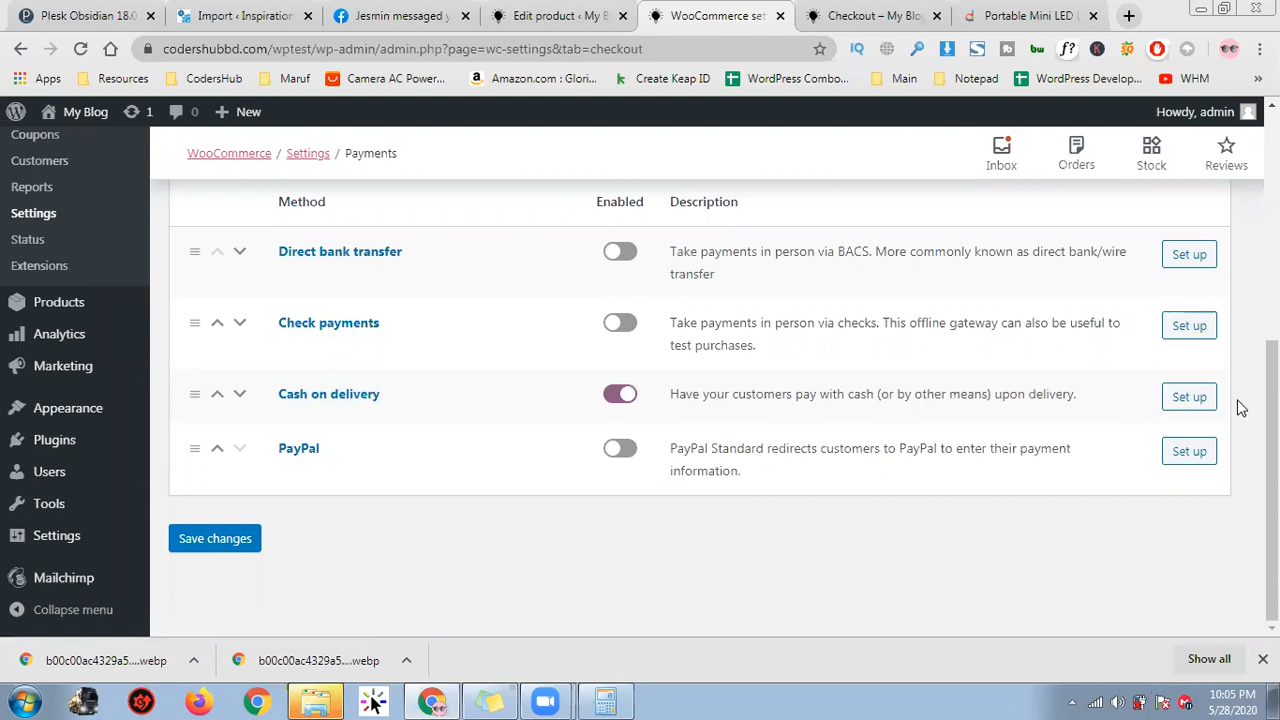 Plesk Obsidian 18.0
Import ‹ Inspiration
Jesmin messaged y
Edit product ‹ My B
WooCommerce set
Checkout – My Blo
Portable Mini LED L
codershubbd.com/wptest/wp-admin/admin.php?page=wc-settings&tab=checkout
Apps
Resources
CodersHub
Maruf
Camera AC Powe...
Amazon.com : Glori...
Create Keap ID
WordPress Combo...
Main
Notepad
WordPress Develop...
WHM
»
My Blog
1
0
New
Howdy, admin
Coupons
Customers
Reports
Settings
Status
Extensions
Products
Analytics
Marketing
Appearance
Plugins
Users
Tools
Settings
Mailchimp
Collapse menu
WooCommerce / Settings / Payments
Inbox
Orders
Stock
Reviews
Method Enabled Description
Direct bank transfer
Take payments in person via BACS. More commonly known as direct bank/wire
transfer
Set up
Check payments
Take payments in person via checks. This offline gateway can also be useful to
test purchases.
Set up
Cash on delivery
Have your customers pay with cash (or by other means) upon delivery.
Set up
PayPal
PayPal Standard redirects customers to PayPal to enter their payment
information.
Set up
Save changes
b00c00ac4329a5....webp
b00c00ac4329a5....webp
Show all
10:05 PM
5/28/2020